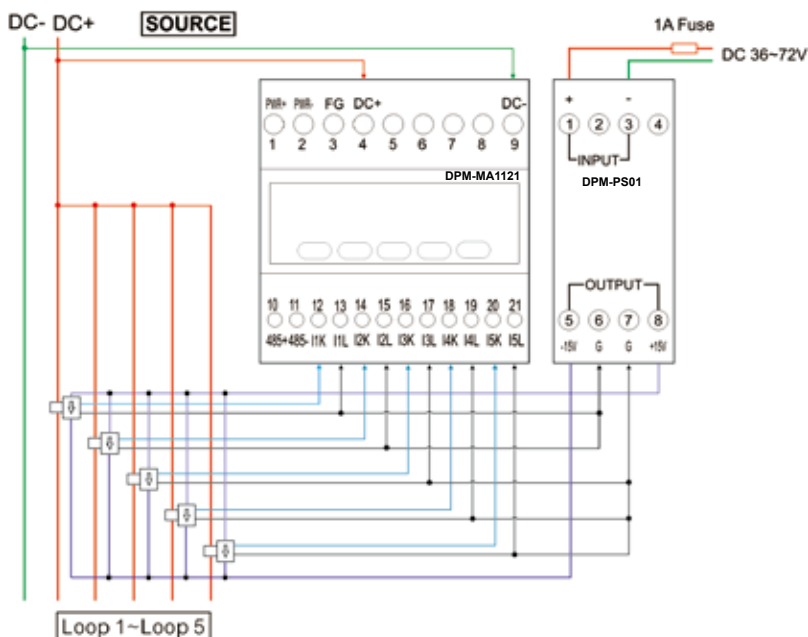 DC- DC+ SOURCE
1A Fuse
DC 36~72V
PWR+ PWR- FG DC+ DC-
1 2 3 4 5 6 7 8 9
DPM-MA1121
10 11 12 13 14 15 16 17 18 19 20 21
485+ 485- I1K I1L I2K I2L I3K I3L I4K I4L I5K I5L
+ -
1 2 3 4
INPUT
DPM-PS01
OUTPUT
5 6 7 8
-15V G G +15V
Loop 1~Loop 5